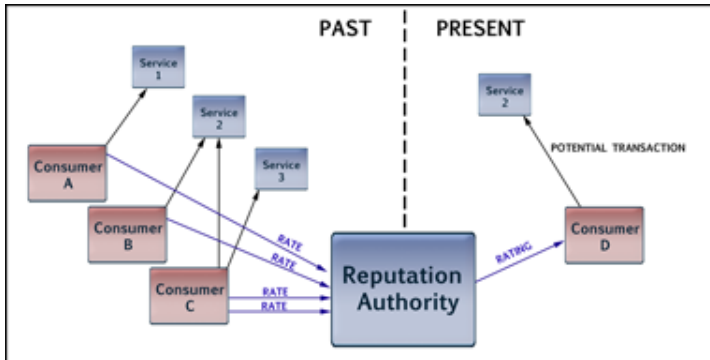 PAST
PRESENT
Service
1
Service
2
Service
3
Consumer
A
Consumer
B
Consumer
C
RATE
RATE
RATE
RATE
Reputation
Authority
RATING
Service
2
POTENTIAL TRANSACTION
Consumer
D